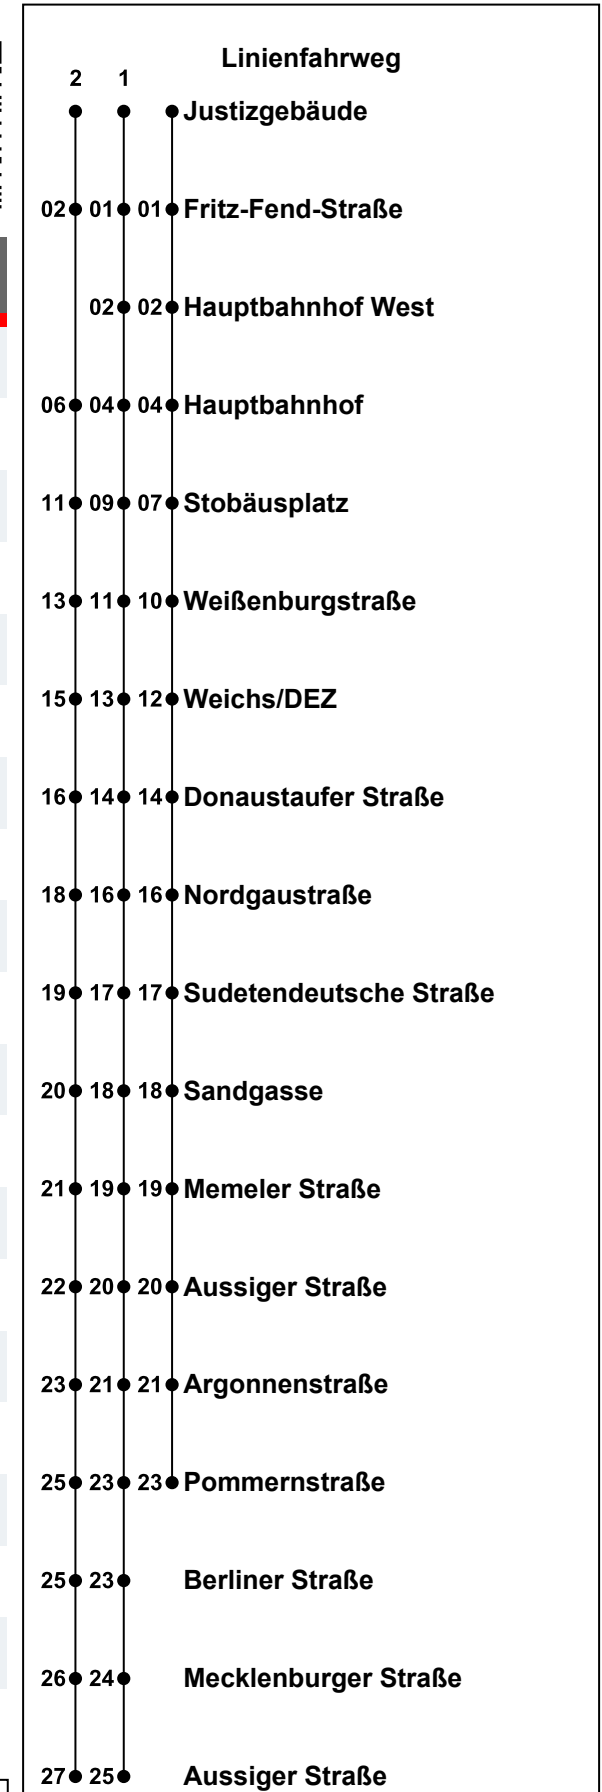 Linienfahrweg
2 1
Justizgebäude
02 01 01 Fritz-Fend-Straße
02 02 Hauptbahnhof West
06 04 04 Hauptbahnhof
11 09 07 Stobäusplatz
13 11 10 Weißenburgstraße
15 13 12 Weichs/DEZ
16 14 14 Donaustaufer Straße
18 16 16 Nordgaustraße
19 17 17 Sudetendeutsche Straße
20 18 18 Sandgasse
21 19 19 Memeler Straße
22 20 20 Aussiger Straße
23 21 21 Argonnenstraße
25 23 23 Pommernstraße
25 23 Berliner Straße
26 24 Mecklenburger Straße
27 25 Aussiger Straße